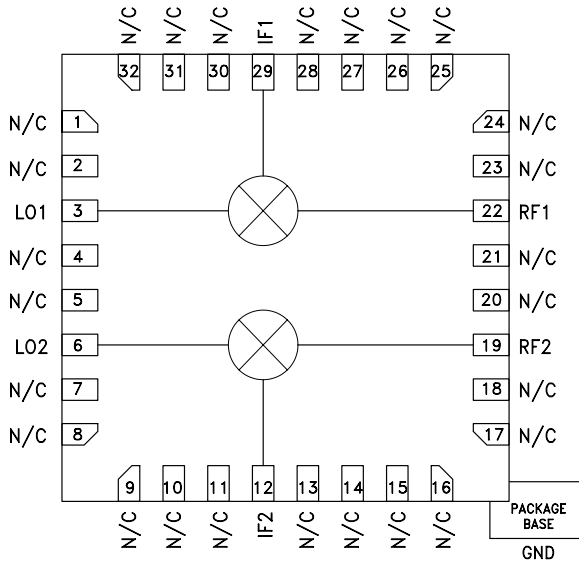 N/C
N/C
N/C
IF1
N/C
N/C
N/C
N/C
32
31
30
29
28
27
26
25
N/C 1
24 N/C
N/C 2
23 N/C
LO1 3
22 RF1
N/C 4
21 N/C
N/C 5
20 N/C
LO2 6
19 RF2
N/C 7
18 N/C
N/C 8
17 N/C
9
10
11
12
13
14
15
16
N/C
N/C
N/C
IF2
N/C
N/C
N/C
N/C
PACKAGE
BASE
GND